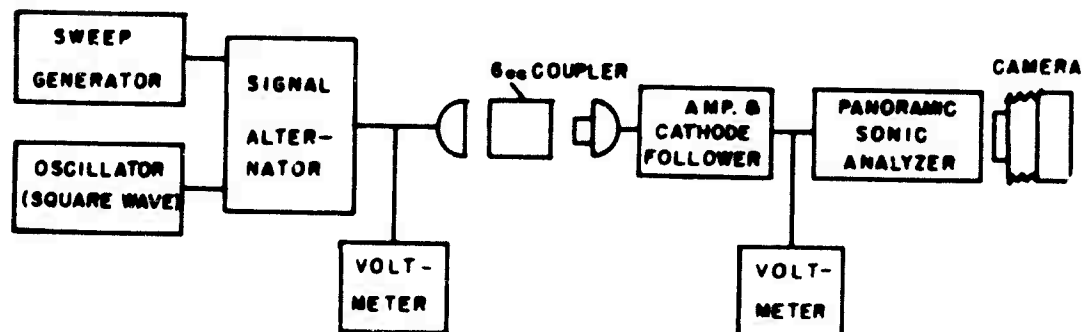 SWEEP
GENERATOR
OSCILLATOR
(SQUARE WAVE)
SIGNAL
ALTER-
NATOR
VOLT-
METER
6cc COUPLER
AMP. &
CATHODE
FOLLOWER
VOLT-
METER
PANORAMIC
SONIC
ANALYZER
CAMERA